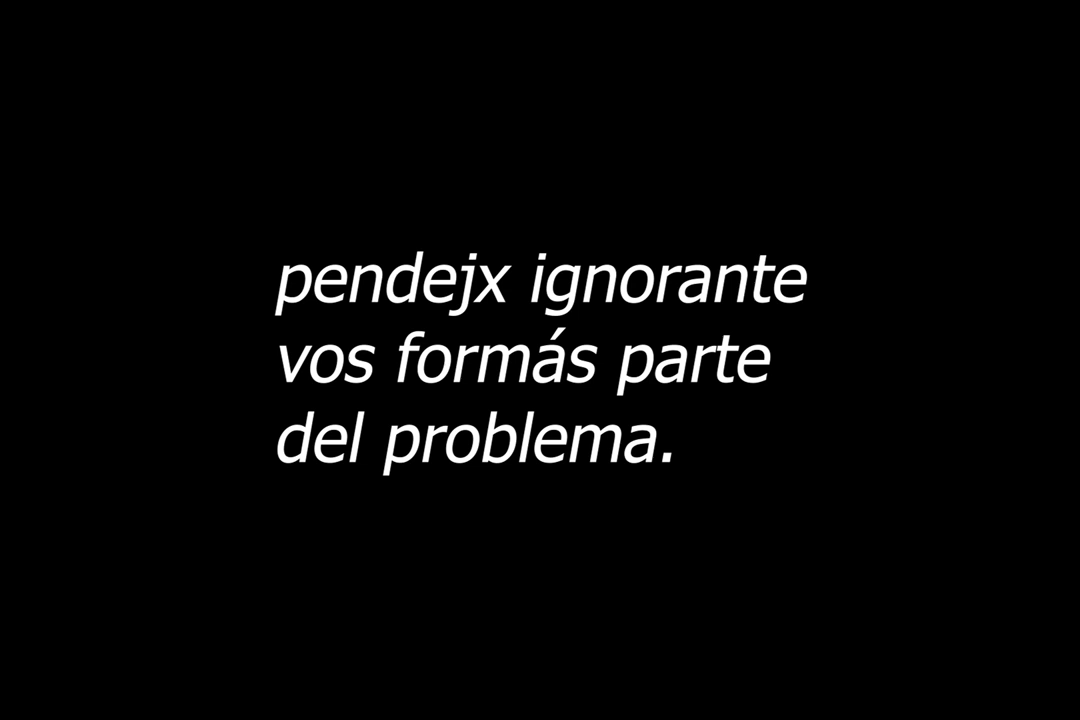 pendejx ignorante
vos formás parte
del problema.